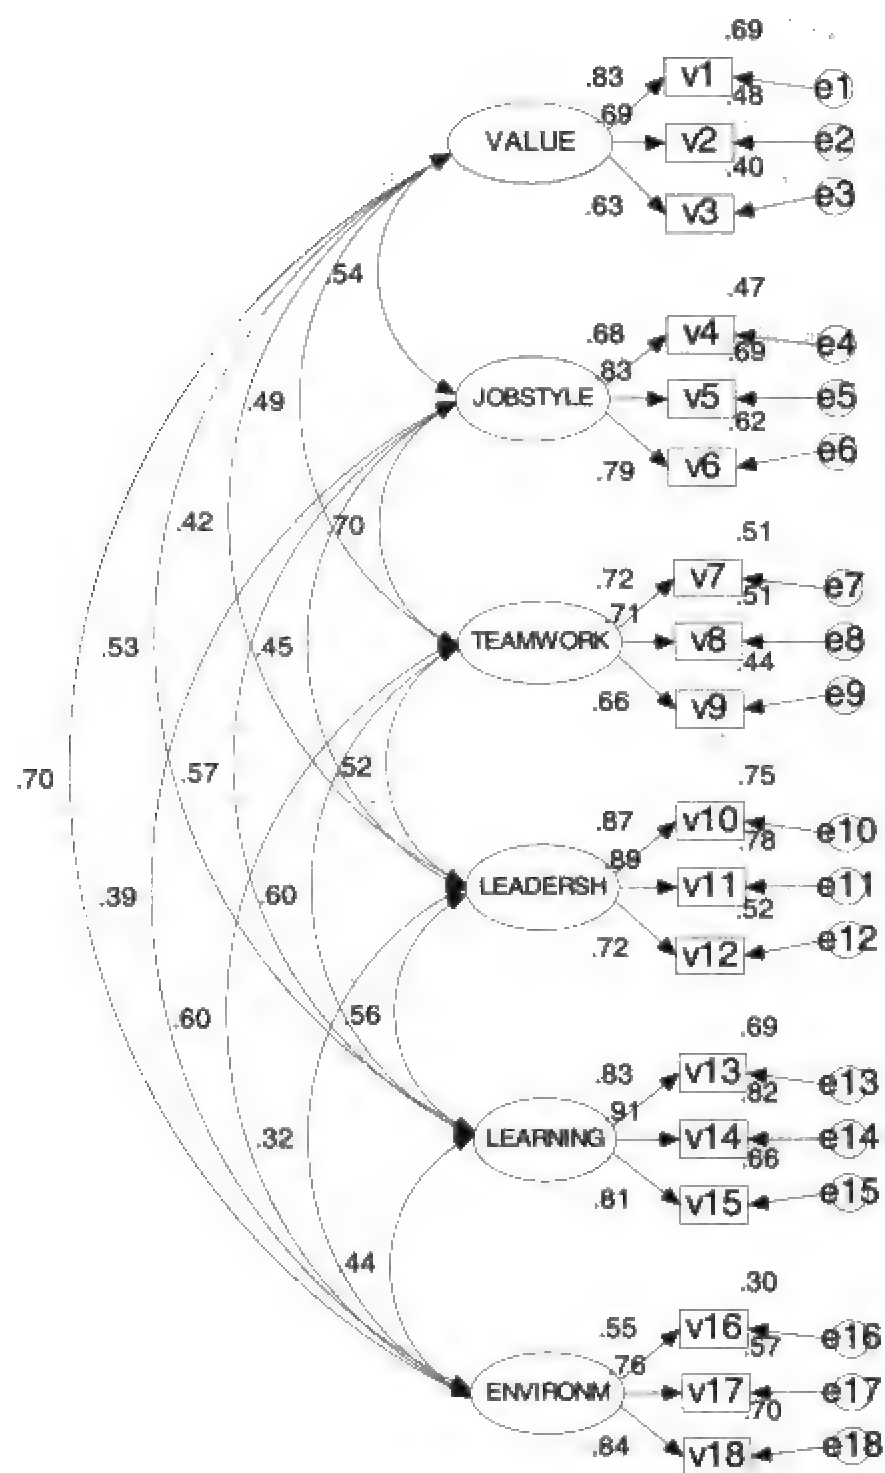 .69
.83 v1 e1
.69 .48
VALUE v2 e2
.40
.63 v3 e3
.54
.47
.68 v4 e4
.83 .69
.49 JOBSTYLE v5 e5
.62
.79 v6 e6
.42 .70
.51
.72 v7 e7
.71 .51
.53 .45 TEAMWORK v8 e8
.44
.66 v9 e9
.70 .57 .52
.75
.87 v10 e10
.89 .78
.39 .60 LEADERSH v11 e11
.52
.72 v12 e12
.60 .56
.69
.83 v13 e13
.91 .82
.32 LEARNING v14 e14
.66
.81 v15 e15
.44
.30
.55 v16 e16
.76 .57
ENVIRONM v17 e17
.70
.84 v18 e18